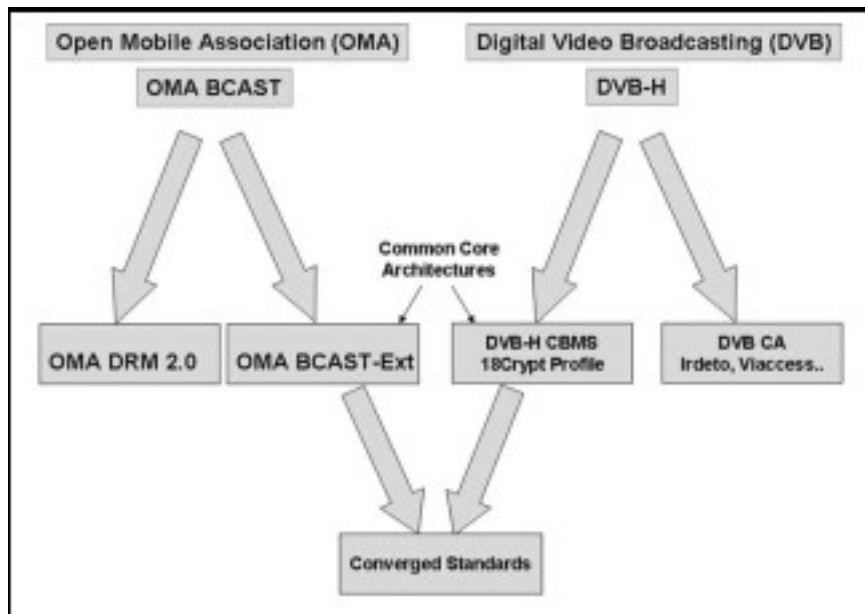 Open Mobile Association (OMA)
Digital Video Broadcasting (DVB)
OMA BCAST
DVB-H
Common Core
Architectures
OMA DRM 2.0
OMA BCAST-Ext
DVB-H CBMS
18Crypt Profile
DVB CA
Irdeto, Viaccess..
Converged Standards